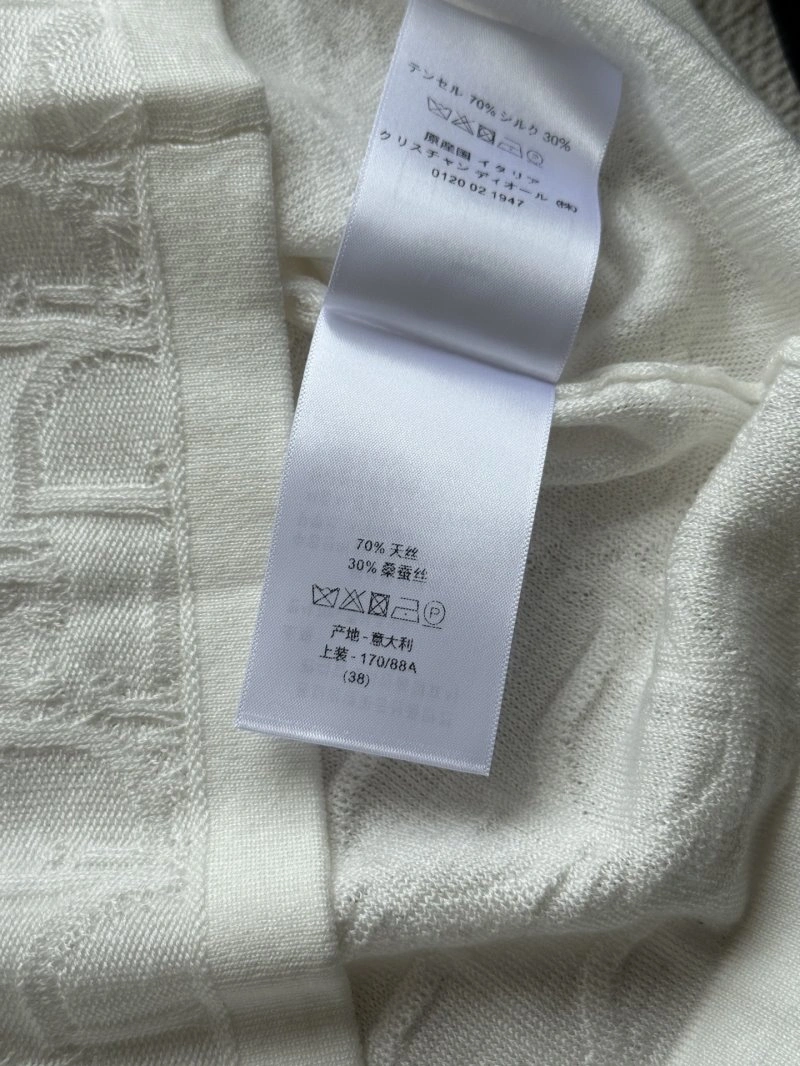 テンセル 70% シルク 30%
原産国 イタリア
クリスチャン ディオール (株)
0120 02 1947
70% 天丝
30% 桑蚕丝
P
产地 - 意大利
上装 - 170/88A
(38)